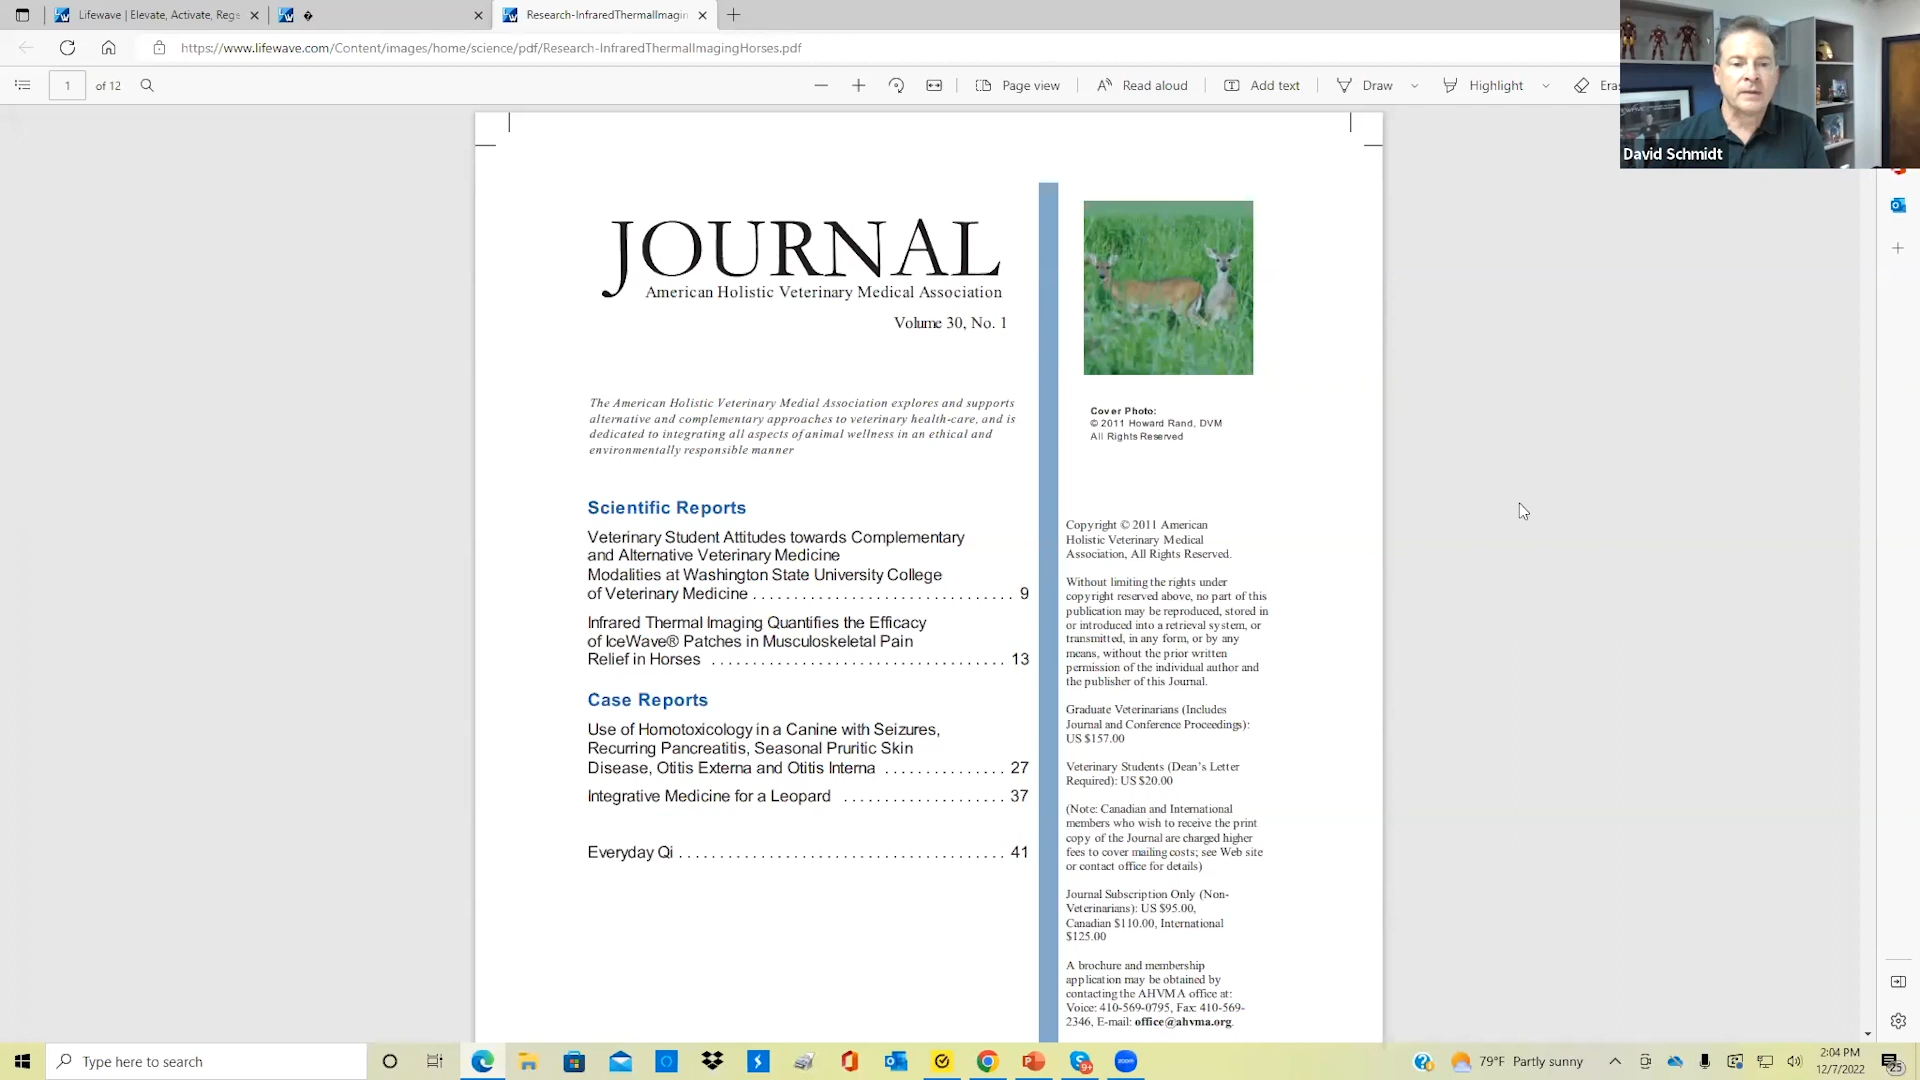 Lifewave | Elevate, Activate, Reg
Research-InfraredThermalImagin
https://www.lifewave.com/Content/images/home/science/pdf/Research-InfraredThermalImagingHorses.pdf
1 of 12
Page view
Read aloud
Add text
Draw
Highlight
Eras
David Schmidt
JOURNAL
American Holistic Veterinary Medical Association
Volume 30, No. 1
The American Holistic Veterinary Medial Association explores and supports
alternative and complementary approaches to veterinary health-care, and is
dedicated to integrating all aspects of animal wellness in an ethical and
environmentally responsible manner
Scientific Reports
Veterinary Student Attitudes towards Complementary
and Alternative Veterinary Medicine
Modalities at Washington State University College
of Veterinary Medicine . . . . . . . . . . . . . . . . . . . . . . . . . . . . . . . . 9
Infrared Thermal Imaging Quantifies the Efficacy
of IceWave® Patches in Musculoskeletal Pain
Relief in Horses . . . . . . . . . . . . . . . . . . . . . . . . . . . . . . . . . . . . 13
Case Reports
Use of Homotoxicology in a Canine with Seizures,
Recurring Pancreatitis, Seasonal Pruritic Skin
Disease, Otitis Externa and Otitis Interna . . . . . . . . . . . . . . . 27
Integrative Medicine for a Leopard . . . . . . . . . . . . . . . . . . . . 37
Everyday Qi . . . . . . . . . . . . . . . . . . . . . . . . . . . . . . . . . . . . . . . . 41
Cover Photo:
© 2011 Howard Rand, DVM
All Rights Reserved
Copyright © 2011 American
Holistic Veterinary Medical
Association, All Rights Reserved.
Without limiting the rights under
copyright reserved above, no part of this
publication may be reproduced, stored in
or introduced into a retrieval system, or
transmitted, in any form, or by any
means, without the prior written
permission of the individual author and
the publisher of this Journal.
Graduate Veterinarians (Includes
Journal and Conference Proceedings):
US $157.00
Veterinary Students (Dean's Letter
Required): US $20.00
(Note: Canadian and International
members who wish to receive the print
copy of the Journal are charged higher
fees to cover mailing costs; see Web site
or contact office for details)
Journal Subscription Only (Non-
Veterinarians): US $95.00,
Canadian $110.00, International
$125.00
A brochure and membership
application may be obtained by
contacting the AHVMA office at:
Voice: 410-569-0795, Fax: 410-569-
2346, E-mail: office@ahvma.org.
Type here to search
79°F Partly sunny
2:04 PM
12/7/2022